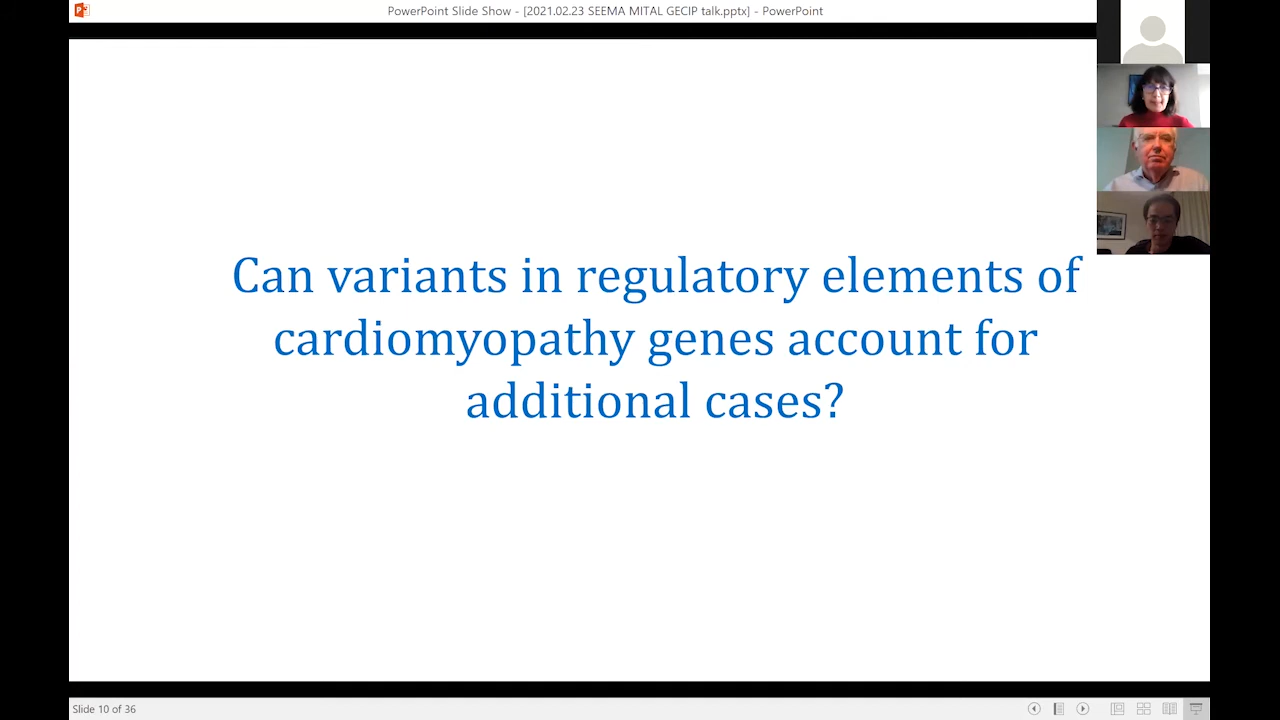 PowerPoint Slide Show - [2021.02.23 SEEMA MITAL GECIP talk.pptx] - PowerPoint
Can variants in regulatory elements of
cardiomyopathy genes account for
additional cases?
Slide 10 of 36